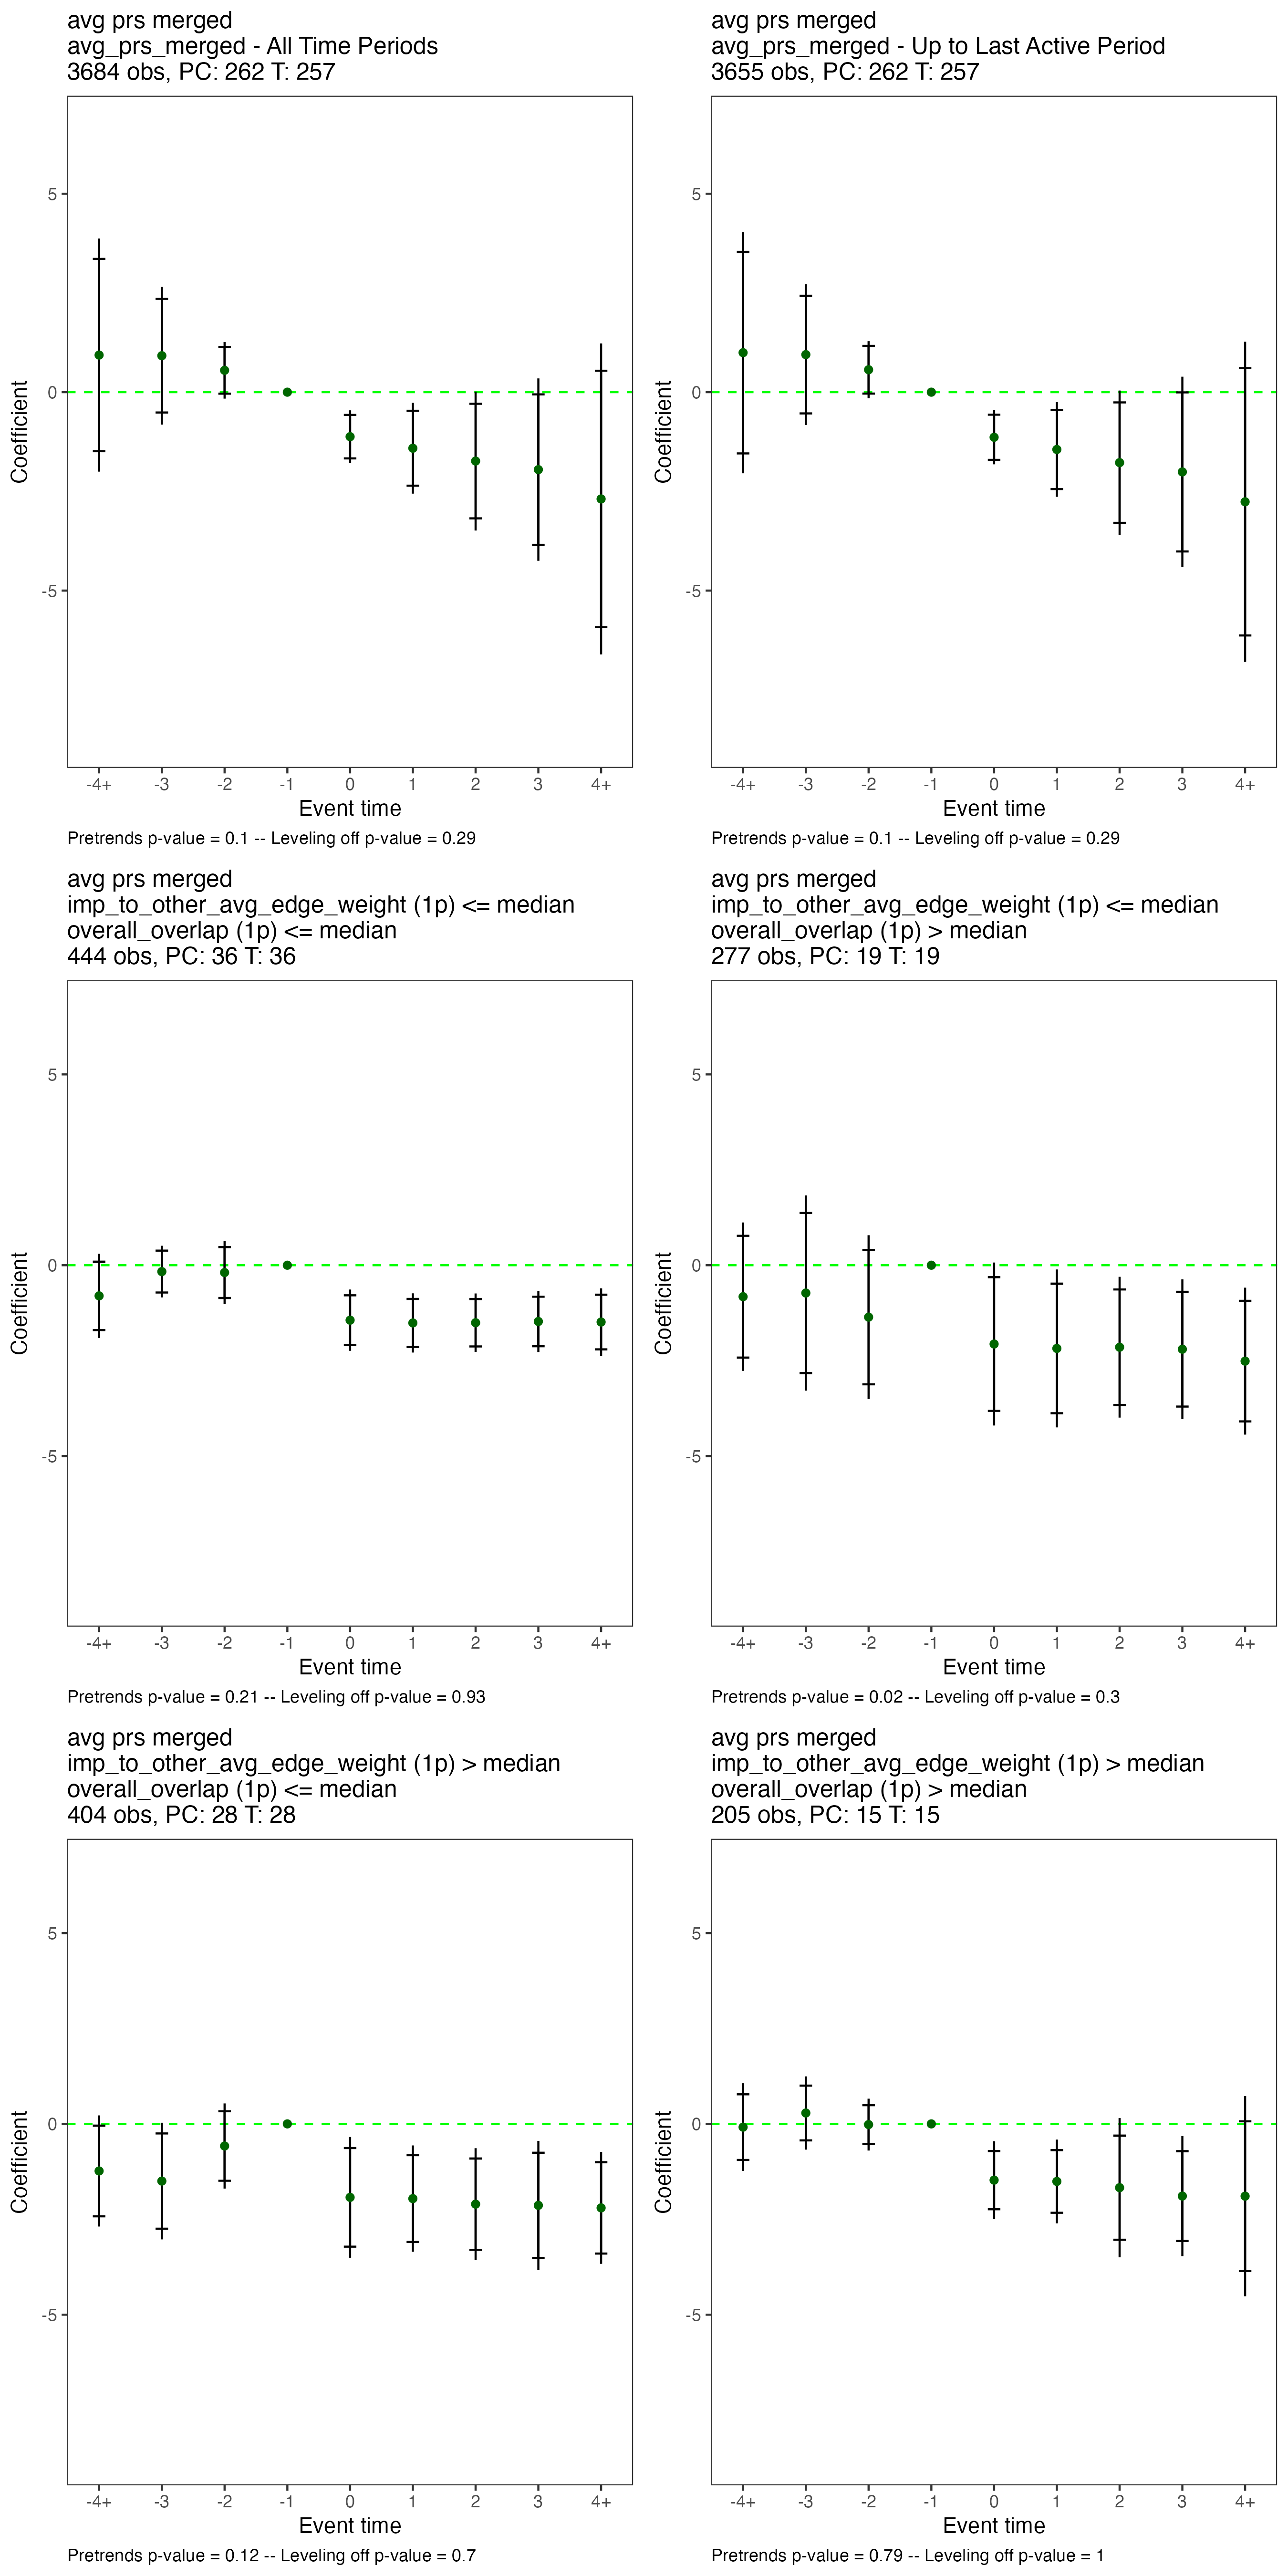 avg prs merged
avg_prs_merged - All Time Periods
3684 obs, PC: 262 T: 257
5
0
-5
Coefficient
-4+ -3 -2 -1 0 1 2 3 4+
Event time
Pretrends p-value = 0.1 -- Leveling off p-value = 0.29
avg prs merged
avg_prs_merged - Up to Last Active Period
3655 obs, PC: 262 T: 257
5
0
-5
Coefficient
-4+ -3 -2 -1 0 1 2 3 4+
Event time
Pretrends p-value = 0.1 -- Leveling off p-value = 0.29
avg prs merged
imp_to_other_avg_edge_weight (1p) <= median
overall_overlap (1p) <= median
444 obs, PC: 36 T: 36
5
0
-5
Coefficient
-4+ -3 -2 -1 0 1 2 3 4+
Event time
Pretrends p-value = 0.21 -- Leveling off p-value = 0.93
avg prs merged
imp_to_other_avg_edge_weight (1p) <= median
overall_overlap (1p) > median
277 obs, PC: 19 T: 19
5
0
-5
Coefficient
-4+ -3 -2 -1 0 1 2 3 4+
Event time
Pretrends p-value = 0.02 -- Leveling off p-value = 0.3
avg prs merged
imp_to_other_avg_edge_weight (1p) > median
overall_overlap (1p) <= median
404 obs, PC: 28 T: 28
5
0
-5
Coefficient
-4+ -3 -2 -1 0 1 2 3 4+
Event time
Pretrends p-value = 0.12 -- Leveling off p-value = 0.7
avg prs merged
imp_to_other_avg_edge_weight (1p) > median
overall_overlap (1p) > median
205 obs, PC: 15 T: 15
5
0
-5
Coefficient
-4+ -3 -2 -1 0 1 2 3 4+
Event time
Pretrends p-value = 0.79 -- Leveling off p-value = 1